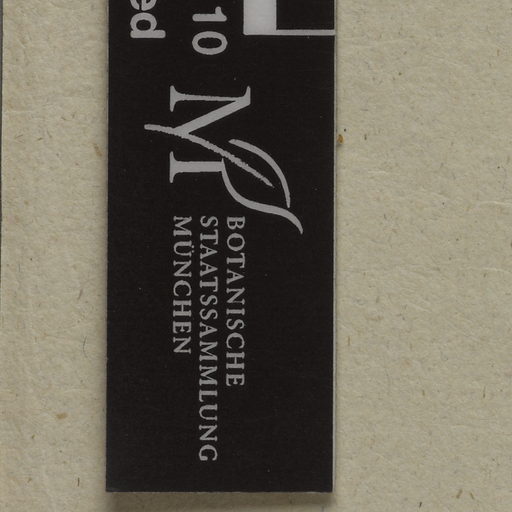 10
ed
M
BOTANISCHE
STAATSSAMMLUNG
MÜNCHEN